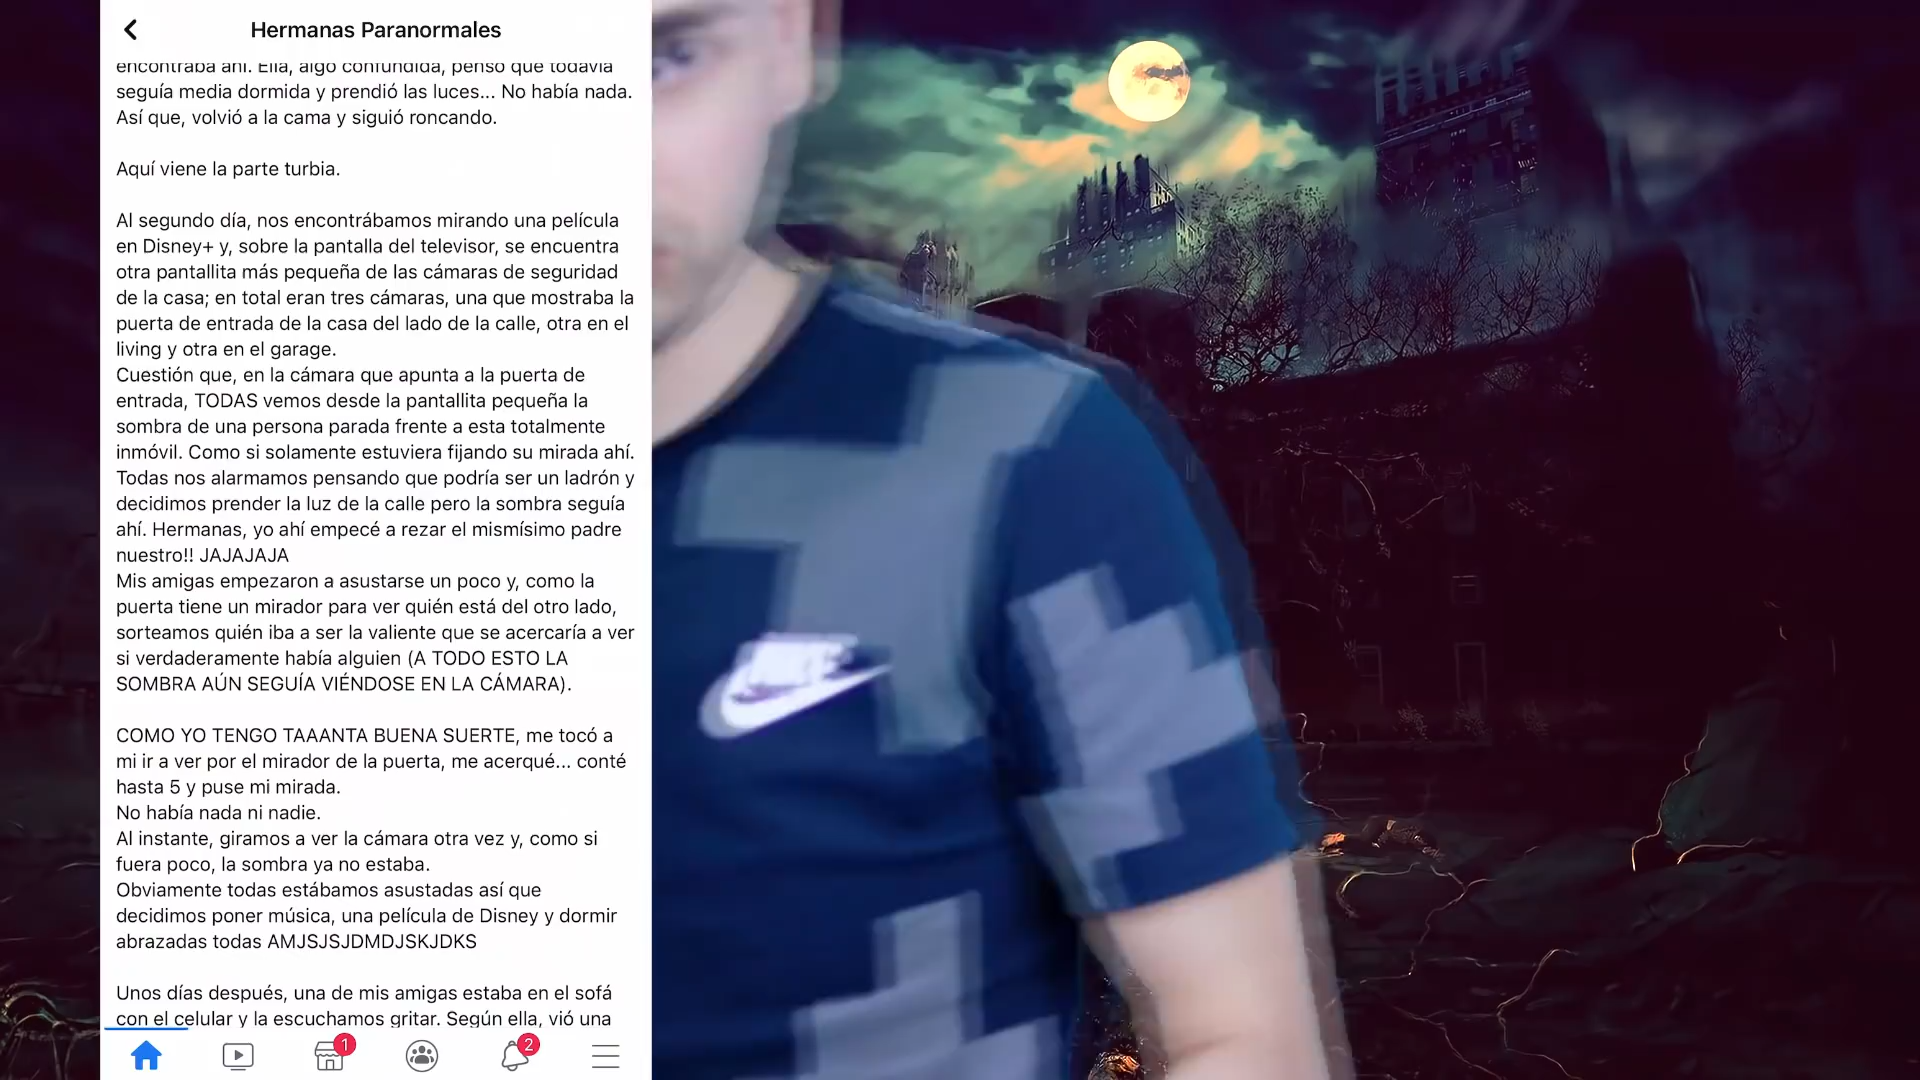 Hermanas Paranormales
encontraba ahí. Ella, algo confundida, pensó que todavía
seguía media dormida y prendió las luces... No había nada.
Así que, volvió a la cama y siguió roncando.
Aquí viene la parte turbia.
Al segundo día, nos encontrábamos mirando una película
en Disney+ y, sobre la pantalla del televisor, se encuentra
otra pantallita más pequeña de las cámaras de seguridad
de la casa; en total eran tres cámaras, una que mostraba la
puerta de entrada de la casa del lado de la calle, otra en el
living y otra en el garage.
Cuestión que, en la cámara que apunta a la puerta de
entrada, TODAS vemos desde la pantallita pequeña la
sombra de una persona parada frente a esta totalmente
inmóvil. Como si solamente estuviera fijando su mirada ahí.
Todas nos alarmamos pensando que podría ser un ladrón y
decidimos prender la luz de la calle pero la sombra seguía
ahí. Hermanas, yo ahí empecé a rezar el mismísimo padre
nuestro!! JAJAJAJA
Mis amigas empezaron a asustarse un poco y, como la
puerta tiene un mirador para ver quién está del otro lado,
sorteamos quién iba a ser la valiente que se acercaría a ver
si verdaderamente había alguien (A TODO ESTO LA
SOMBRA AÚN SEGUÍA VIÉNDOSE EN LA CÁMARA).
COMO YO TENGO TAAANTA BUENA SUERTE, me tocó a
mi ir a ver por el mirador de la puerta, me acerqué... conté
hasta 5 y puse mi mirada.
No había nada ni nadie.
Al instante, giramos a ver la cámara otra vez y, como si
fuera poco, la sombra ya no estaba.
Obviamente todas estábamos asustadas así que
decidimos poner música, una película de Disney y dormir
abrazadas todas AMJSJSJDMDJSKJDKS
Unos días después, una de mis amigas estaba en el sofá
con el celular y la escuchamos gritar. Según ella, vió una
1
2